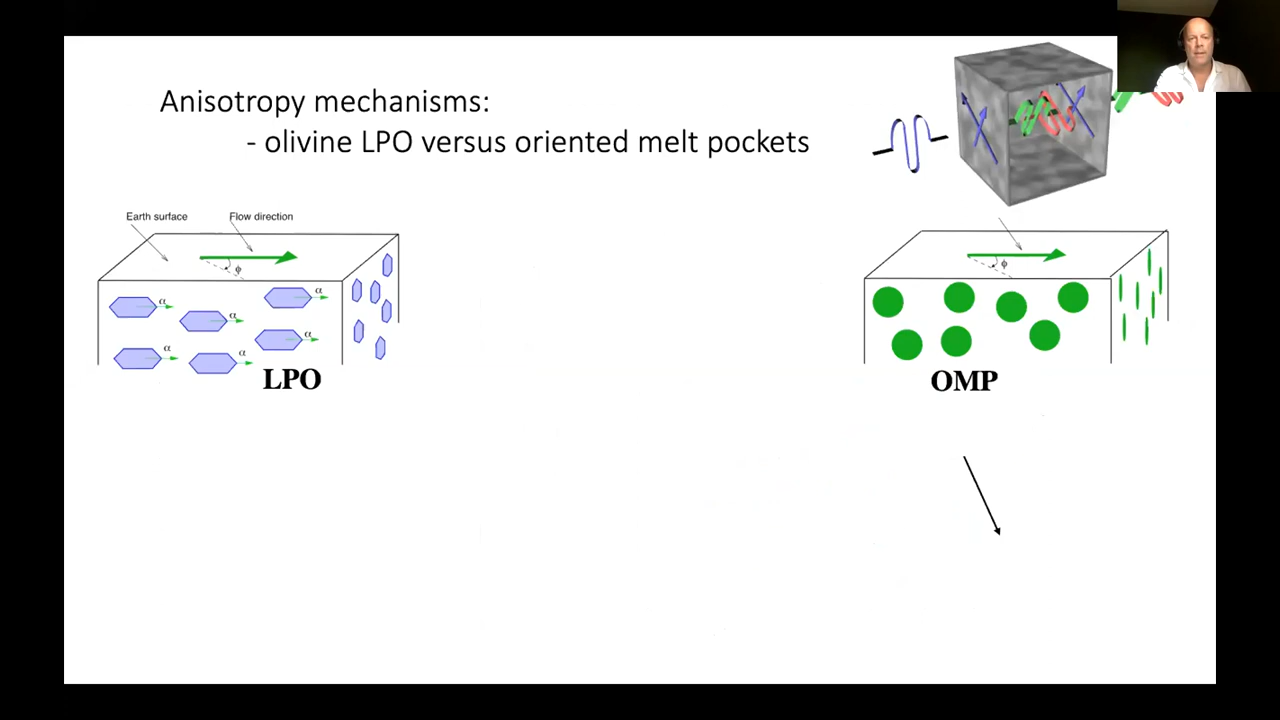 Anisotropy mechanisms:
- olivine LPO versus oriented melt pockets
Earth surface
Flow direction
ϕ
α
α
α
α
α
α
LPO
ϕ
OMP